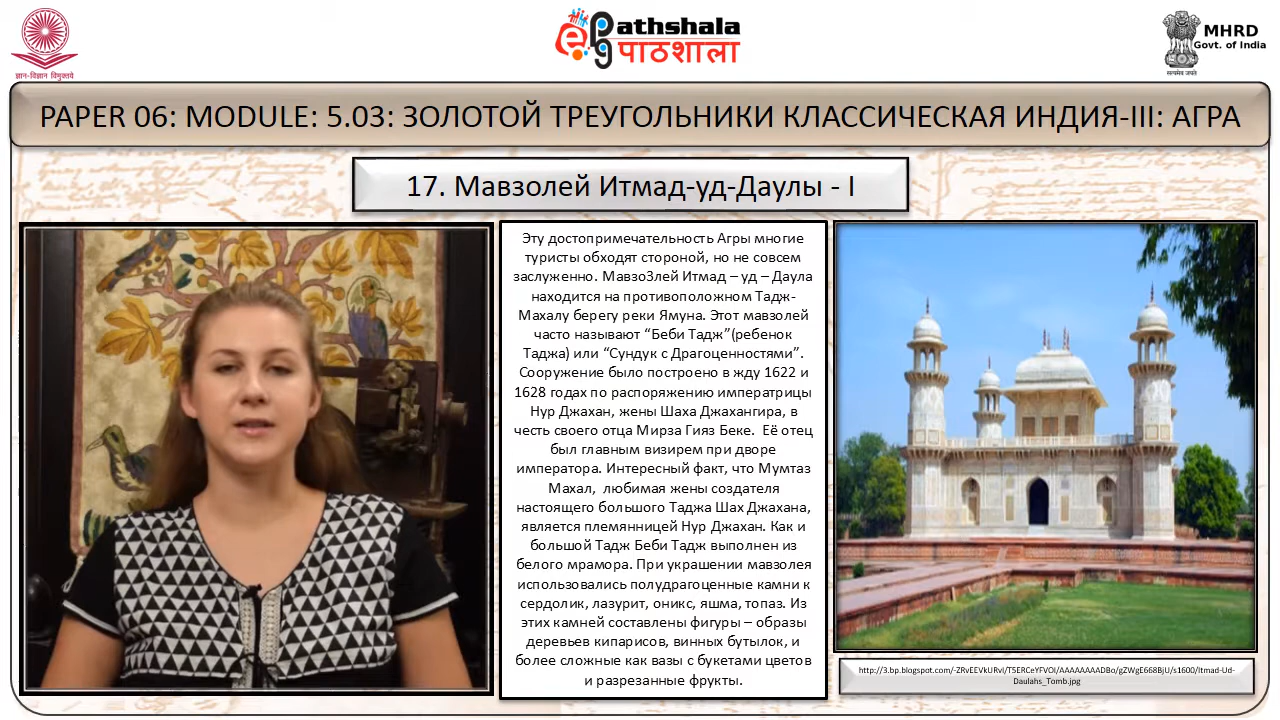 ज्ञान-विज्ञान विमुक्तये
ePathshala
पाठशाला
MHRD
Govt. of India
सत्यमेव जयते
PAPER 06: MODULE: 5.03: ЗОЛОТОЙ ТРЕУГОЛЬНИКИ КЛАССИЧЕСКАЯ ИНДИЯ-III: АГРА
17. Мавзолей Итмад-уд-Даулы - I
Эту достопримечательность Агры многие
туристы обходят стороной, но не совсем
заслуженно. Мавзо3лей Итмад – уд – Даула
находится на противоположном Тадж-
Махалу берегу реки Ямуна. Этот мавзолей
часто называют “Беби Тадж”(ребенок
Таджа) или “Сундук с Драгоценностями”.
Сооружение было построено в жду 1622 и
1628 годах по распоряжению императрицы
Нур Джахан, жены Шаха Джахангира, в
честь своего отца Мирза Гияз Беке. Её отец
был главным визирем при дворе
императора. Интересный факт, что Мумтаз
Махал, любимая жены создателя
настоящего большого Таджа Шах Джахана,
является племянницей Нур Джахан. Как и
большой Тадж Беби Тадж выполнен из
белого мрамора. При украшении мавзолея
использовались полудрагоценные камни к
сердолик, лазурит, оникс, яшма, топаз. Из
этих камней составлены фигуры – образы
деревьев кипарисов, винных бутылок, и
более сложные как вазы с букетами цветов
и разрезанные фрукты.
http://3.bp.blogspot.com/-ZRvEEVkURvI/T5ERCeYFVOI/AAAAAAAADBo/gZWgE668BjU/s1600/Itmad-Ud-
Daulahs_Tomb.jpg